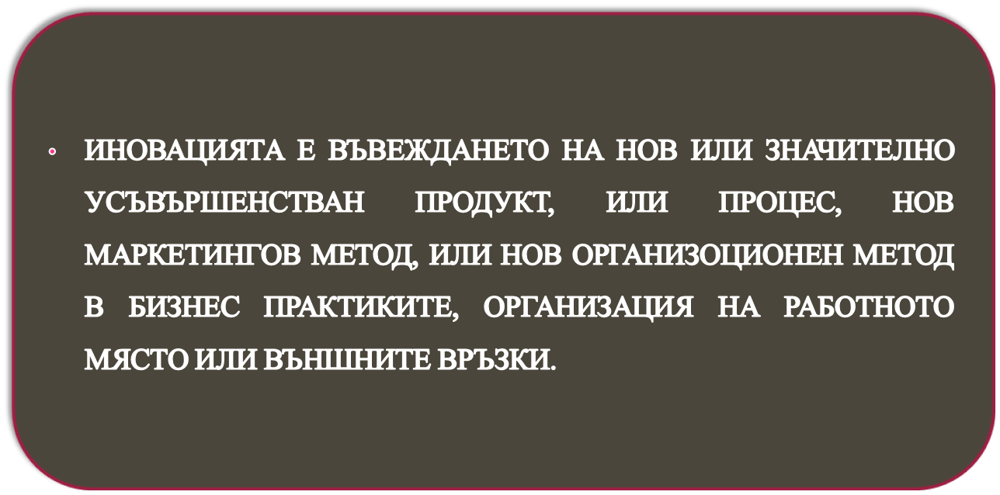 • ИНОВАЦИЯТА Е ВЪВЕЖДАНЕТО НА НОВ ИЛИ ЗНАЧИТЕЛНО
УСЪВЪРШЕНСТВАН ПРОДУКТ, ИЛИ ПРОЦЕС, НОВ
МАРКЕТИНГОВ МЕТОД, ИЛИ НОВ ОРГАНИЗОЦИОНЕН МЕТОД
В БИЗНЕС ПРАКТИКИТЕ, ОРГАНИЗАЦИЯ НА РАБОТНОТО
МЯСТО ИЛИ ВЪНШНИТЕ ВРЪЗКИ.